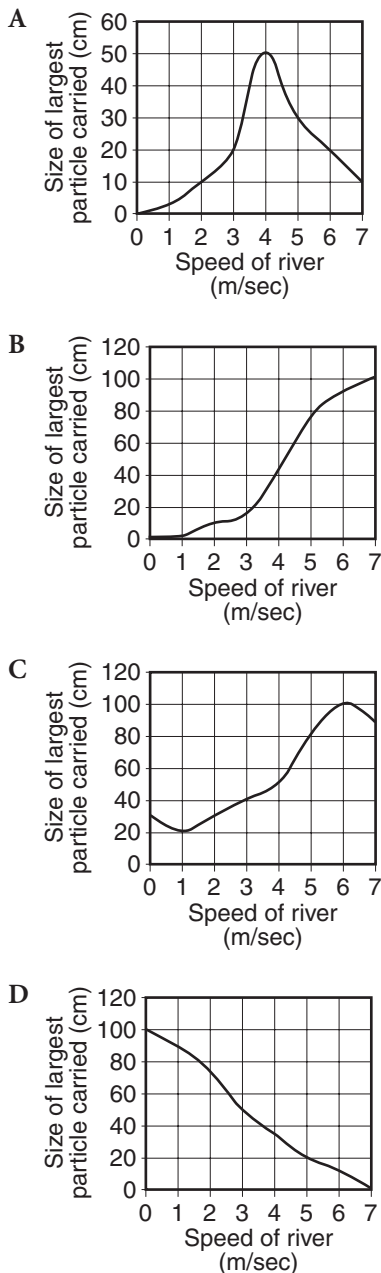 A
Size of largest
particle carried (cm)
60
50
40
30
20
10
0
0 1 2 3 4 5 6 7
Speed of river
(m/sec)
B
Size of largest
particle carried (cm)
120
100
80
60
40
20
0
0 1 2 3 4 5 6 7
Speed of river
(m/sec)
C
Size of largest
particle carried (cm)
120
100
80
60
40
20
0
0 1 2 3 4 5 6 7
Speed of river
(m/sec)
D
Size of largest
particle carried (cm)
120
100
80
60
40
20
0
0 1 2 3 4 5 6 7
Speed of river
(m/sec)